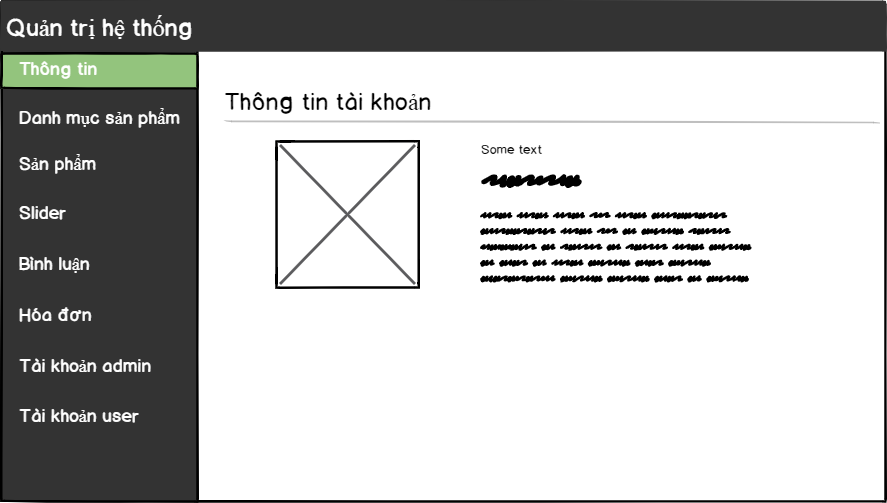 Quản trị hệ thống
Thông tin
Danh mục sản phẩm
Sản phẩm
Slider
Bình luận
Hóa đơn
Tài khoản admin
Tài khoản user
Thông tin tài khoản
Some text